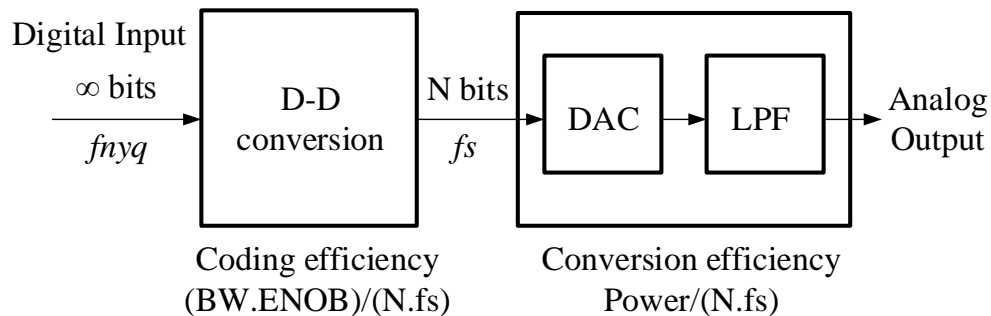 Digital Input
∞ bits
fnyq
D-D
conversion
N bits
fs
DAC
LPF
Analog
Output
Coding efficiency
(BW.ENOB)/(N.fs)
Conversion efficiency
Power/(N.fs)